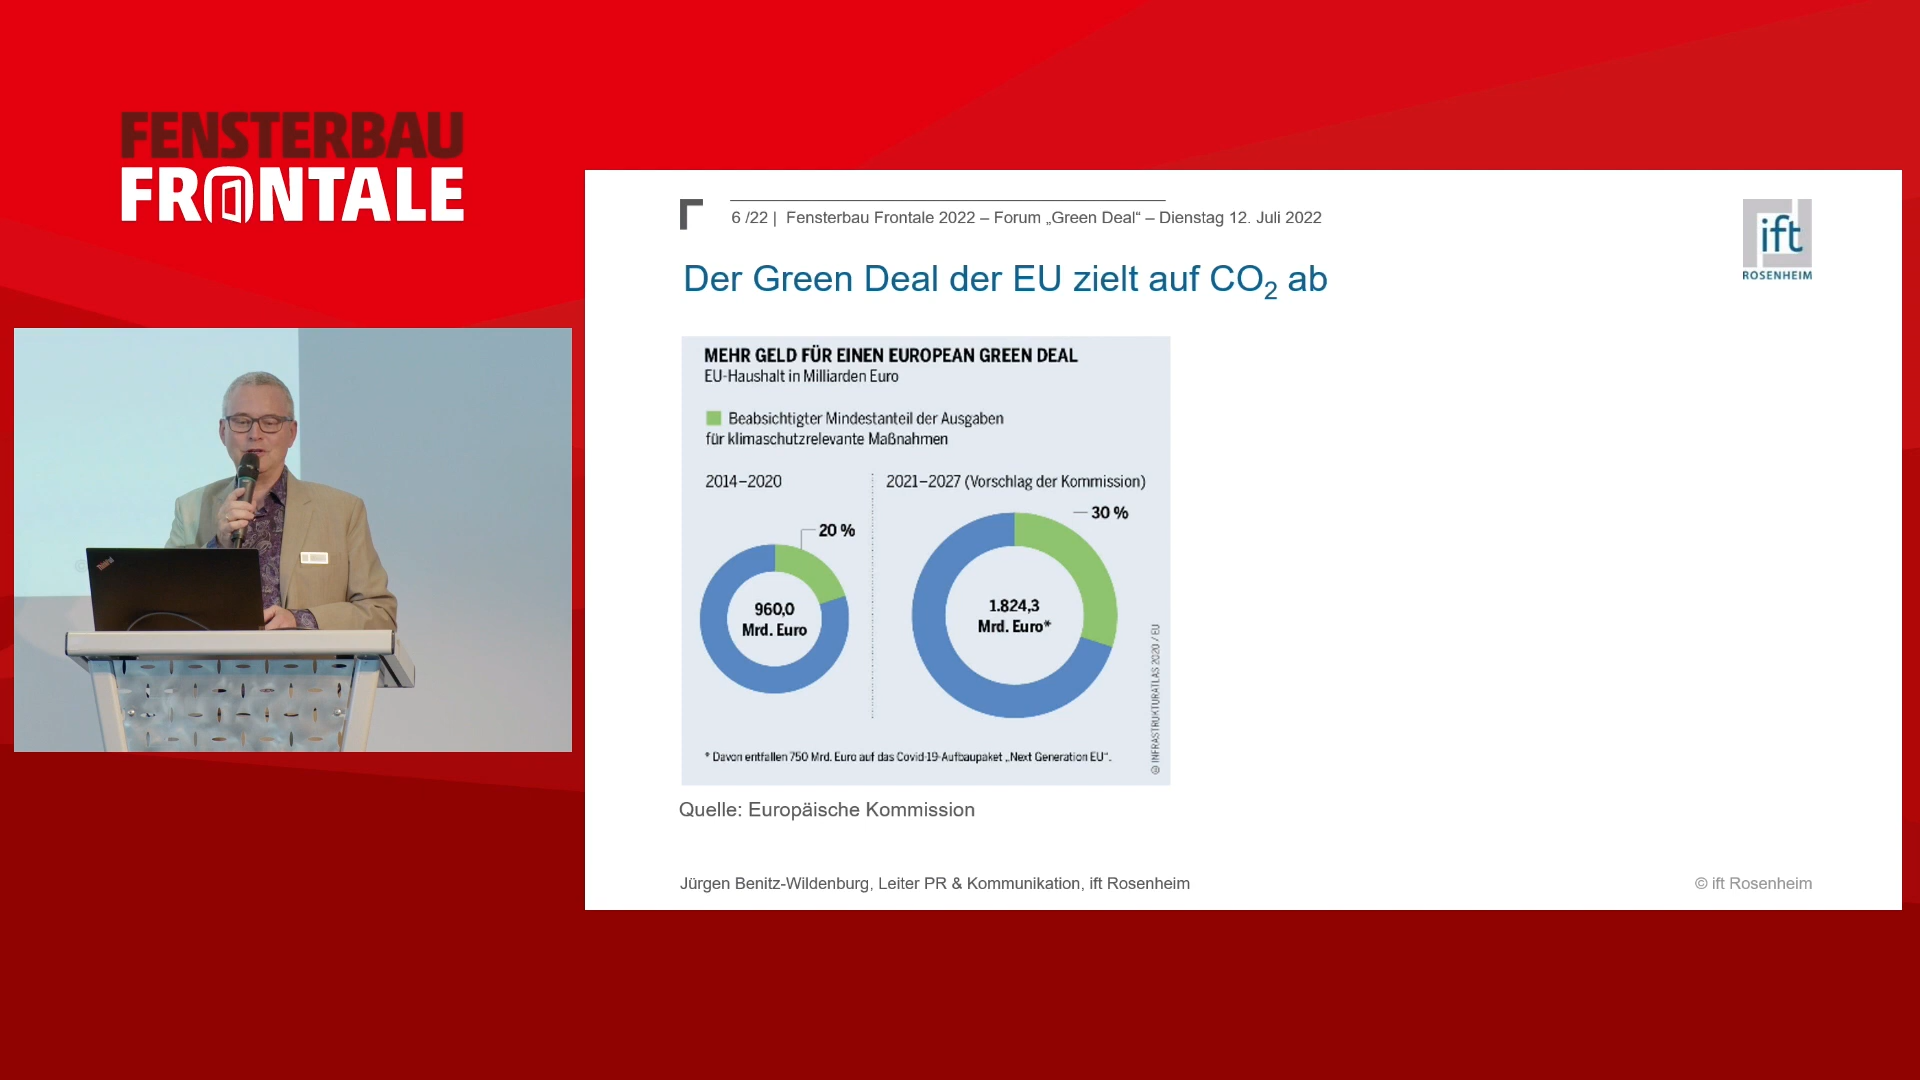 FENSTERBAU
FRONTALE
6 /22 | Fensterbau Frontale 2022 – Forum „Green Deal“ – Dienstag 12. Juli 2022
ift
ROSENHEIM
Der Green Deal der EU zielt auf CO₂ ab
MEHR GELD FÜR EINEN EUROPEAN GREEN DEAL
EU-Haushalt in Milliarden Euro
Beabsichtigter Mindestanteil der Ausgaben
für klimaschutzrelevante Maßnahmen
2014–2020
20 %
960,0
Mrd. Euro
2021–2027 (Vorschlag der Kommission)
30 %
1.824,3
Mrd. Euro*
* Davon entfallen 750 Mrd. Euro auf das Covid-19-Aufbaupaket „Next Generation EU“.
© INFRASTRUKTURATLAS 2020 / EU
Quelle: Europäische Kommission
Jürgen Benitz-Wildenburg, Leiter PR & Kommunikation, ift Rosenheim
© ift Rosenheim
ThinkPad